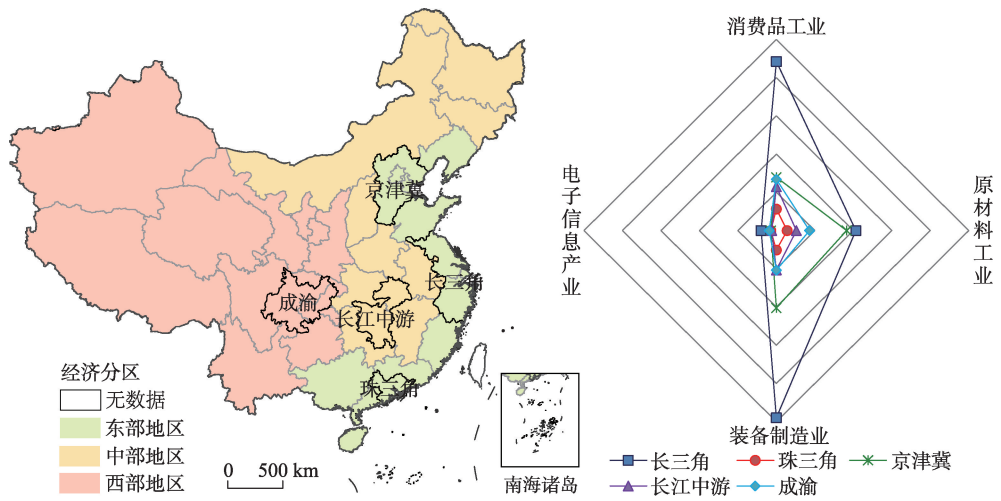 京津冀
长三角
成渝
长江中游
珠三角
经济分区
无数据
东部地区
中部地区
西部地区
0 500 km
南海诸岛
消费品工业
电子信息产业
原材料工业
装备制造业
长三角 珠三角 京津冀
长江中游 成渝